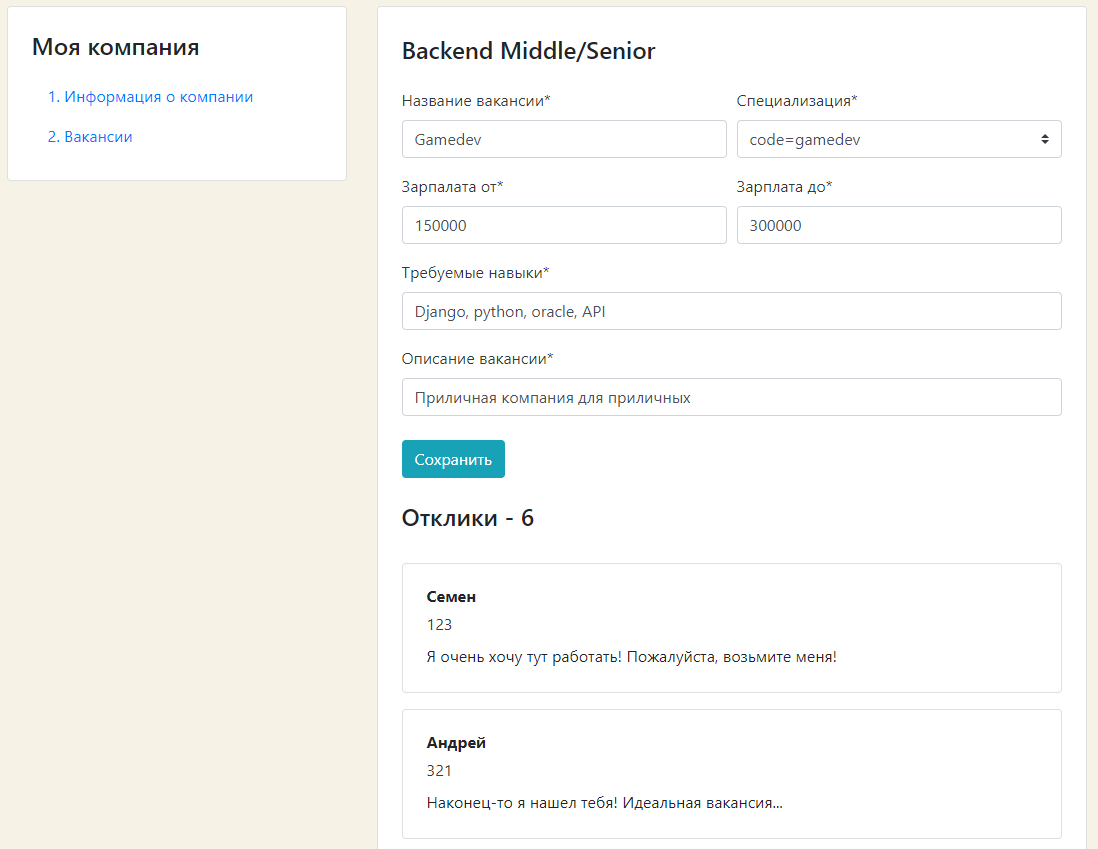 Моя компания
1. Информация о компании
2. Вакансии
Backend Middle/Senior
Название вакансии*
Специализация*
Gamedev
code=gamedev
Зарпалата от*
Зарплата до*
150000
300000
Требуемые навыки*
Django, python, oracle, API
Описание вакансии*
Приличная компания для приличных
Сохранить
Отклики - 6
Семен
123
Я очень хочу тут работать! Пожалуйста, возьмите меня!
Андрей
321
Наконец-то я нашел тебя! Идеальная вакансия...